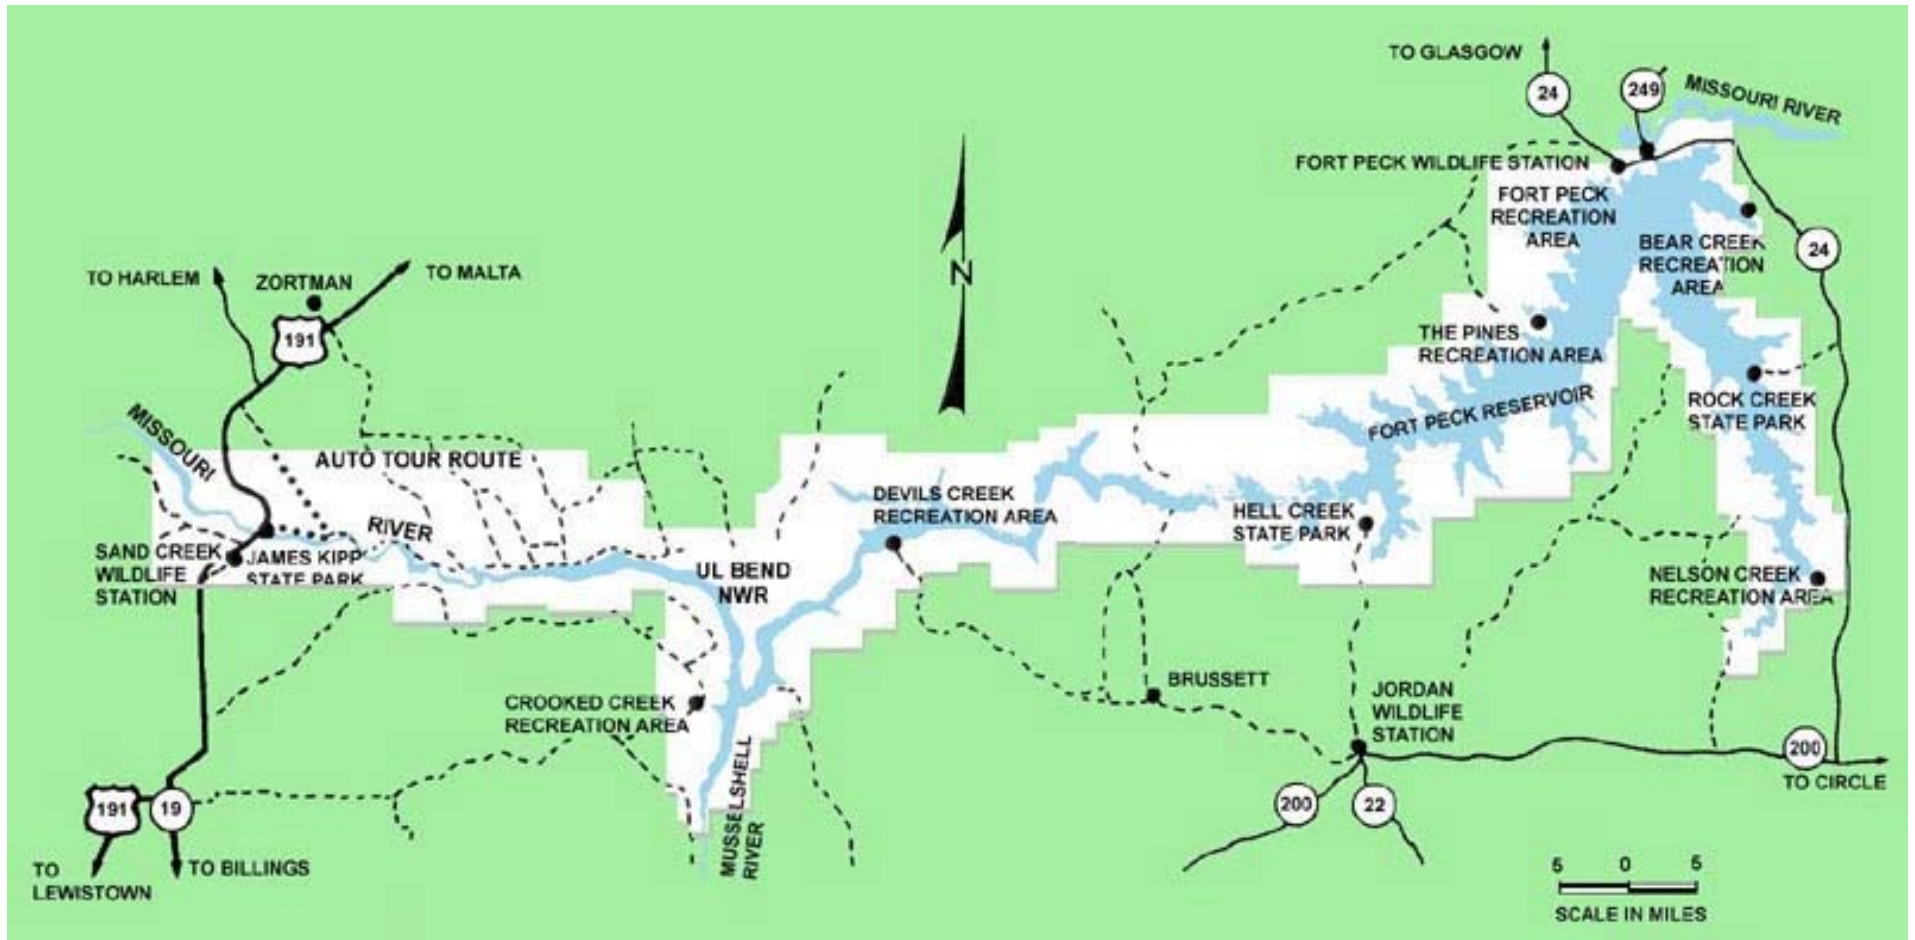 TO GLASGOW
24
249
MISSOURI RIVER
FORT PECK WILDLIFE STATION
FORT PECK
RECREATION
AREA
BEAR CREEK
RECREATION
AREA
24
N
TO HARLEM
ZORTMAN
TO MALTA
191
THE PINES
RECREATION AREA
FORT PECK RESERVOIR
ROCK CREEK
STATE PARK
MISSOURI
AUTO TOUR ROUTE
RIVER
DEVILS CREEK
RECREATION AREA
HELL CREEK
STATE PARK
SAND CREEK
WILDLIFE
STATION
JAMES KIPP
STATE PARK
UL BEND
NWR
NELSON CREEK
RECREATION AREA
CROOKED CREEK
RECREATION AREA
BRUSSETT
JORDAN
WILDLIFE
STATION
MUSSELSHELL
RIVER
200
TO CIRCLE
191
19
200
22
TO
LEWISTOWN
TO BILLINGS
5 0 5
SCALE IN MILES